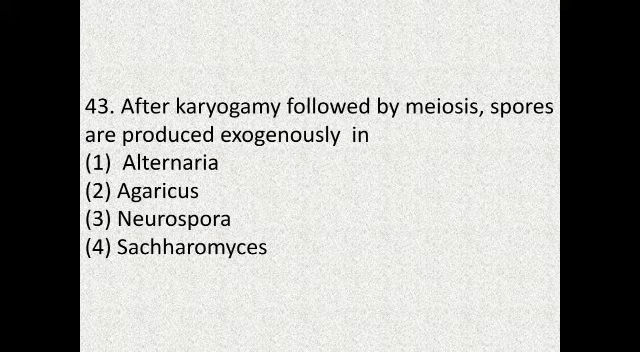 43. After karyogamy followed by meiosis, spores
are produced exogenously in
(1) Alternaria
(2) Agaricus
(3) Neurospora
(4) Sachharomyces